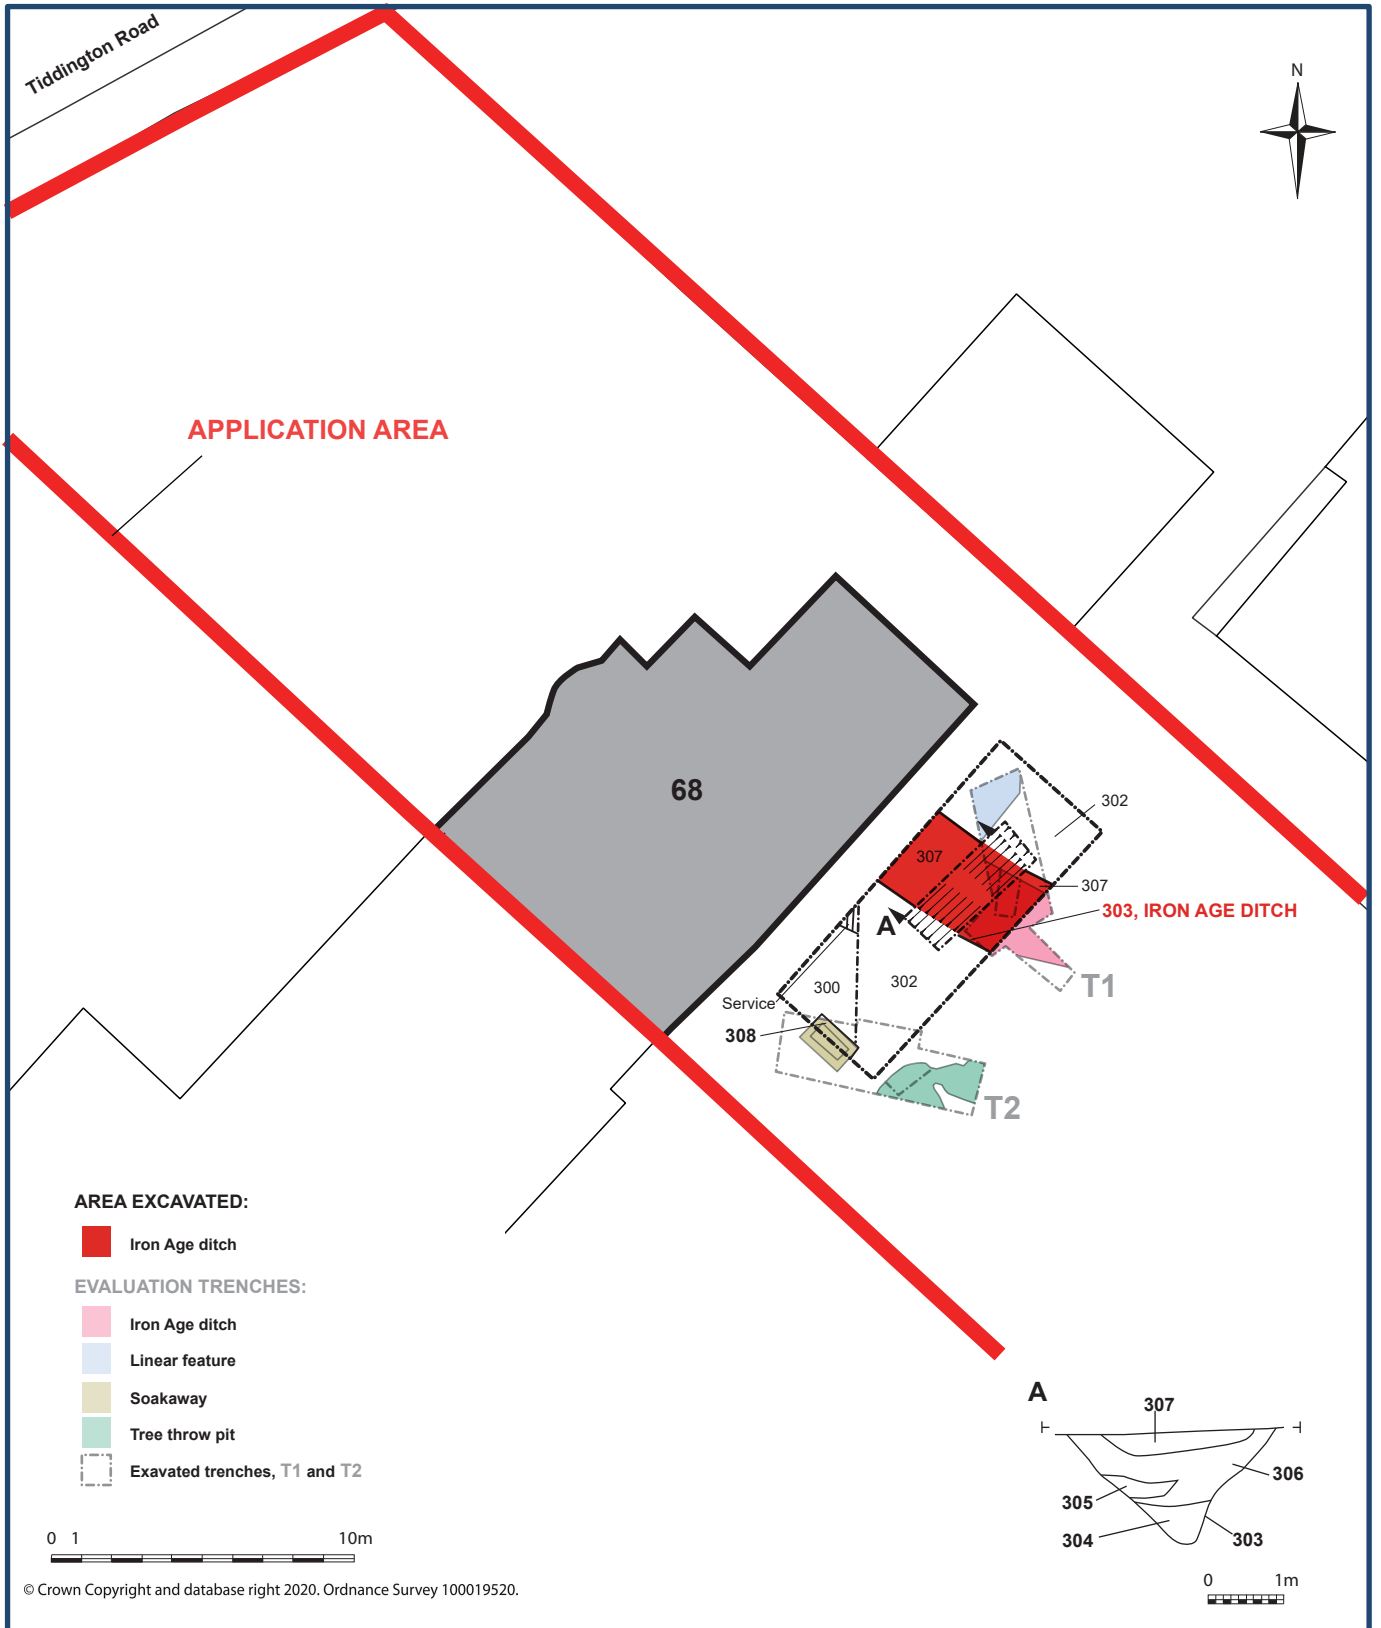 Tiddington Road
N
APPLICATION AREA
68
302
307
307
303, IRON AGE DITCH
A
T1
300
302
Service
308
T2
AREA EXCAVATED:
Iron Age ditch
EVALUATION TRENCHES:
Iron Age ditch
Linear feature
Soakaway
Tree throw pit
Exavated trenches, T1 and T2
0 1 10m
A
307
306
305
304
303
0 1m
© Crown Copyright and database right 2020. Ordnance Survey 100019520.